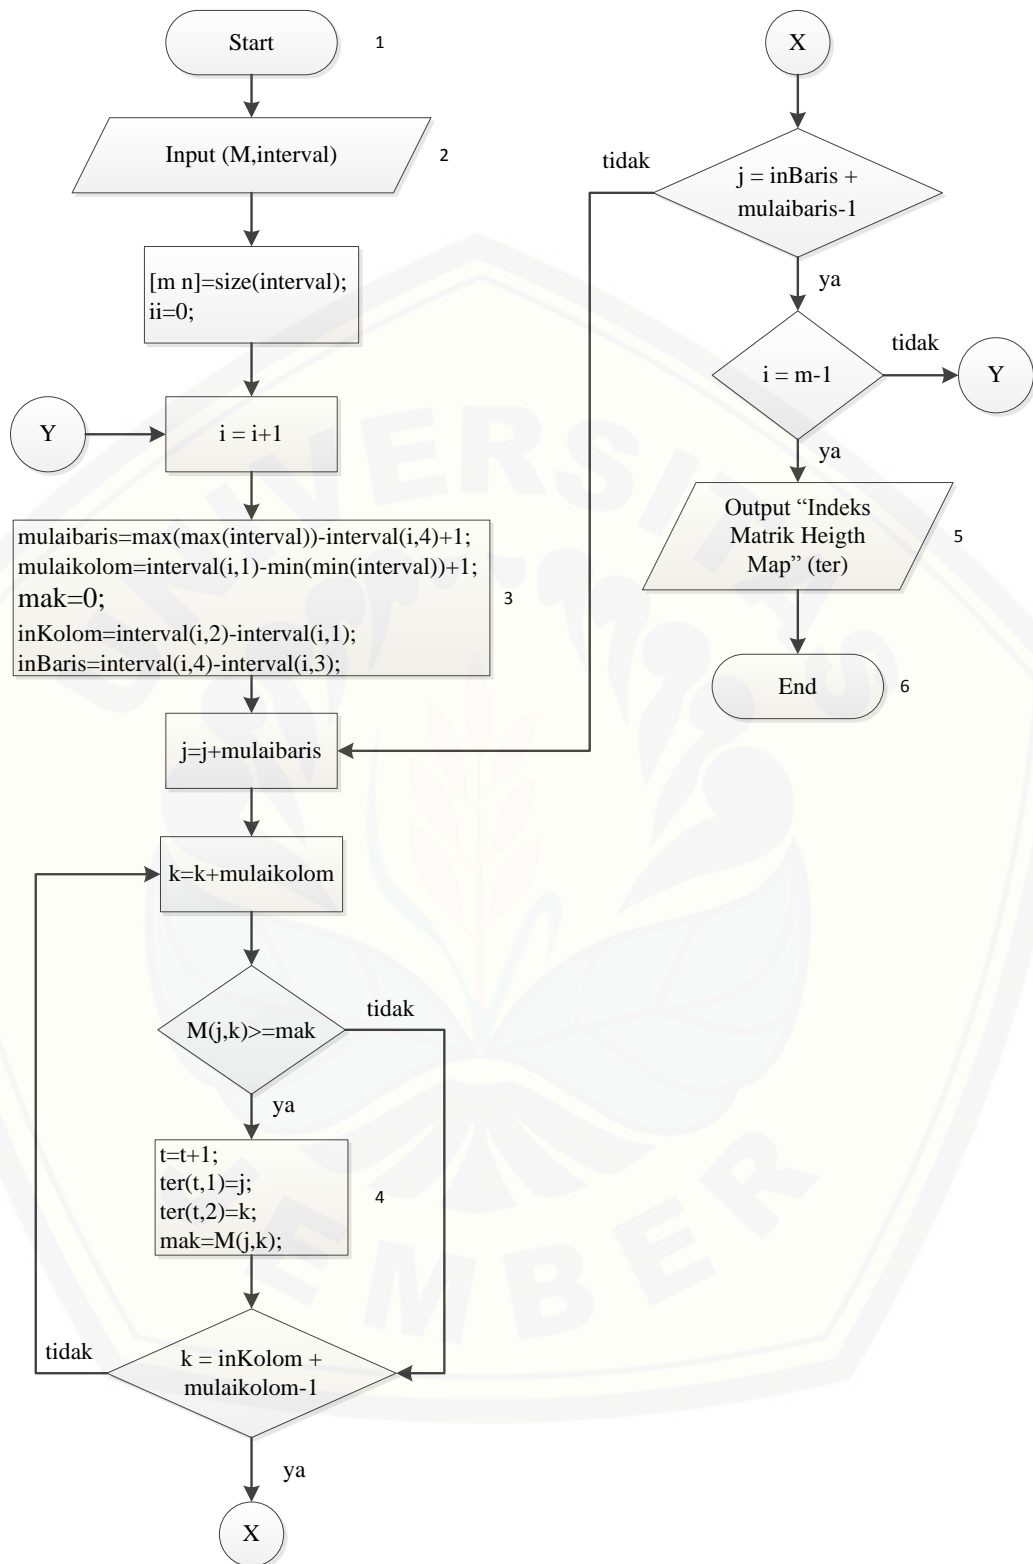 Start
1
Input (M,interval)
2
[m n]=size(interval);
ii=0;
Y
i = i+1
mulaibaris=max(max(interval))-interval(i,4)+1;
mulaikolom=interval(i,1)-min(min(interval))+1;
mak=0;
inKolom=interval(i,2)-interval(i,1);
inBaris=interval(i,4)-interval(i,3);
3
j=j+mulaibaris
k=k+mulaikolom
M(j,k)>=mak
tidak
ya
t=t+1;
ter(t,1)=j;
ter(t,2)=k;
mak=M(j,k);
4
k = inKolom +
mulaikolom-1
tidak
ya
X
X
j = inBaris +
mulaibaris-1
tidak
ya
i = m-1
tidak
Y
ya
Output “Indeks
Matrik Heigth
Map” (ter)
5
End
6
UNIVERSITAS
JEMBER